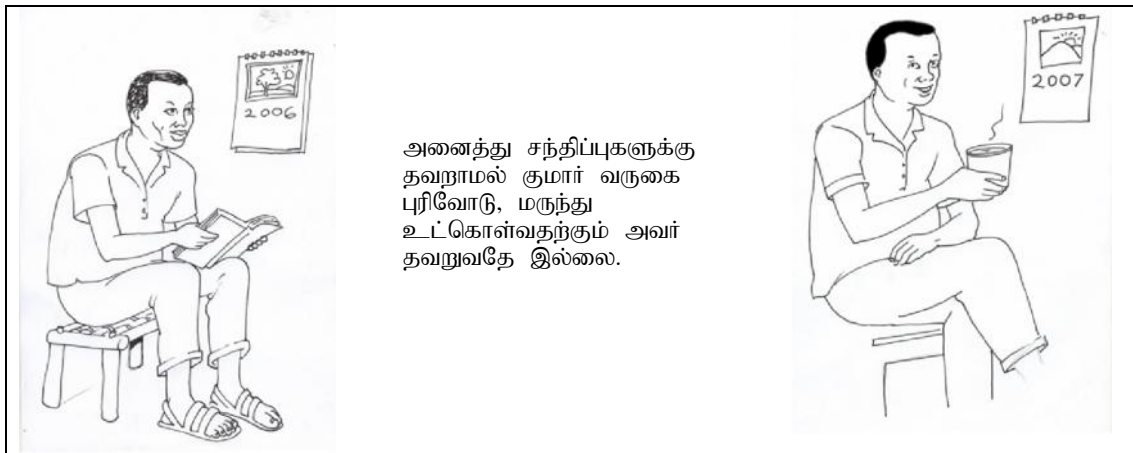 2006
அனைத்து சந்திப்புகளுக்கு
தவறாமல் குமார் வருகை
புரிவோடு, மருந்து
உட்கொள்வதற்கும் அவர்
தவறுவதே இல்லை.
2007